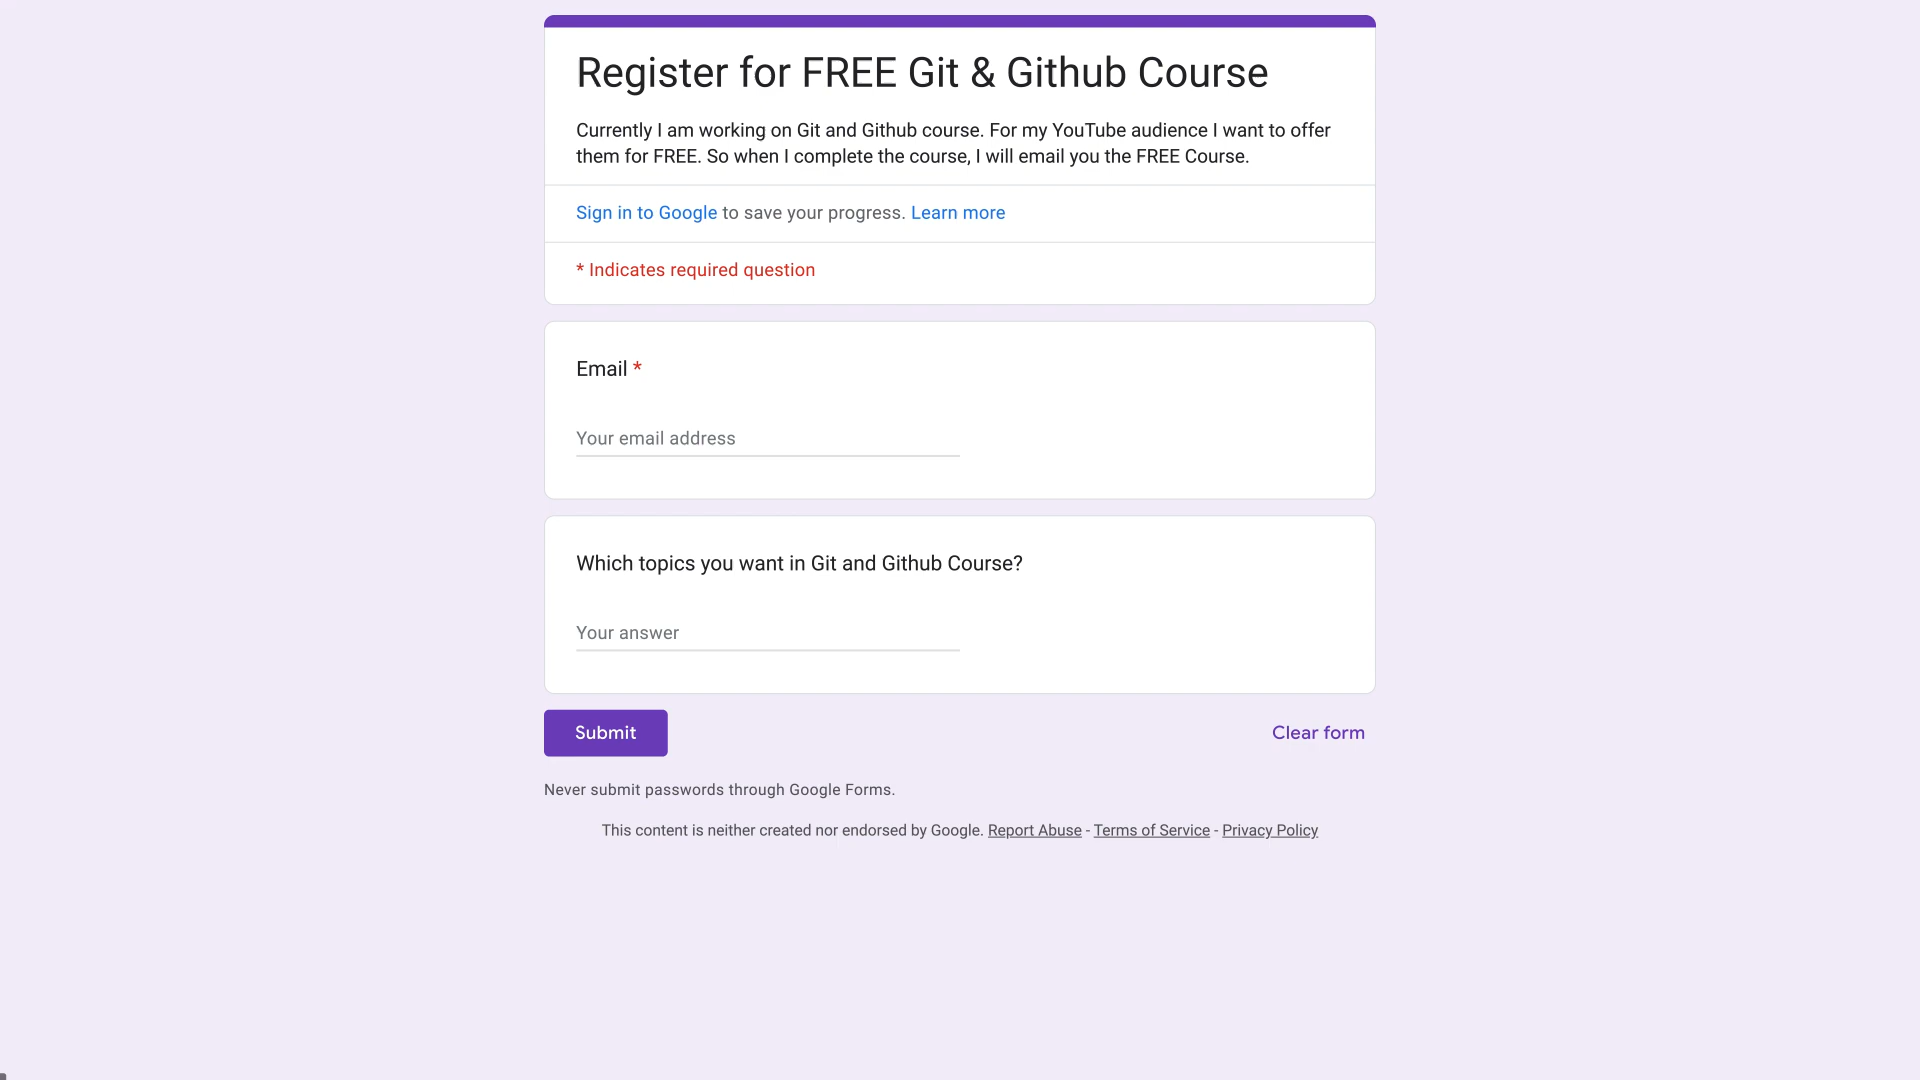 Register for FREE Git & Github Course
Currently I am working on Git and Github course. For my YouTube audience I want to offer
them for FREE. So when I complete the course, I will email you the FREE Course.
Sign in to Google to save your progress. Learn more
* Indicates required question
Email *
Your email address
Which topics you want in Git and Github Course?
Your answer
Submit
Clear form
Never submit passwords through Google Forms.
This content is neither created nor endorsed by Google. Report Abuse - Terms of Service - Privacy Policy